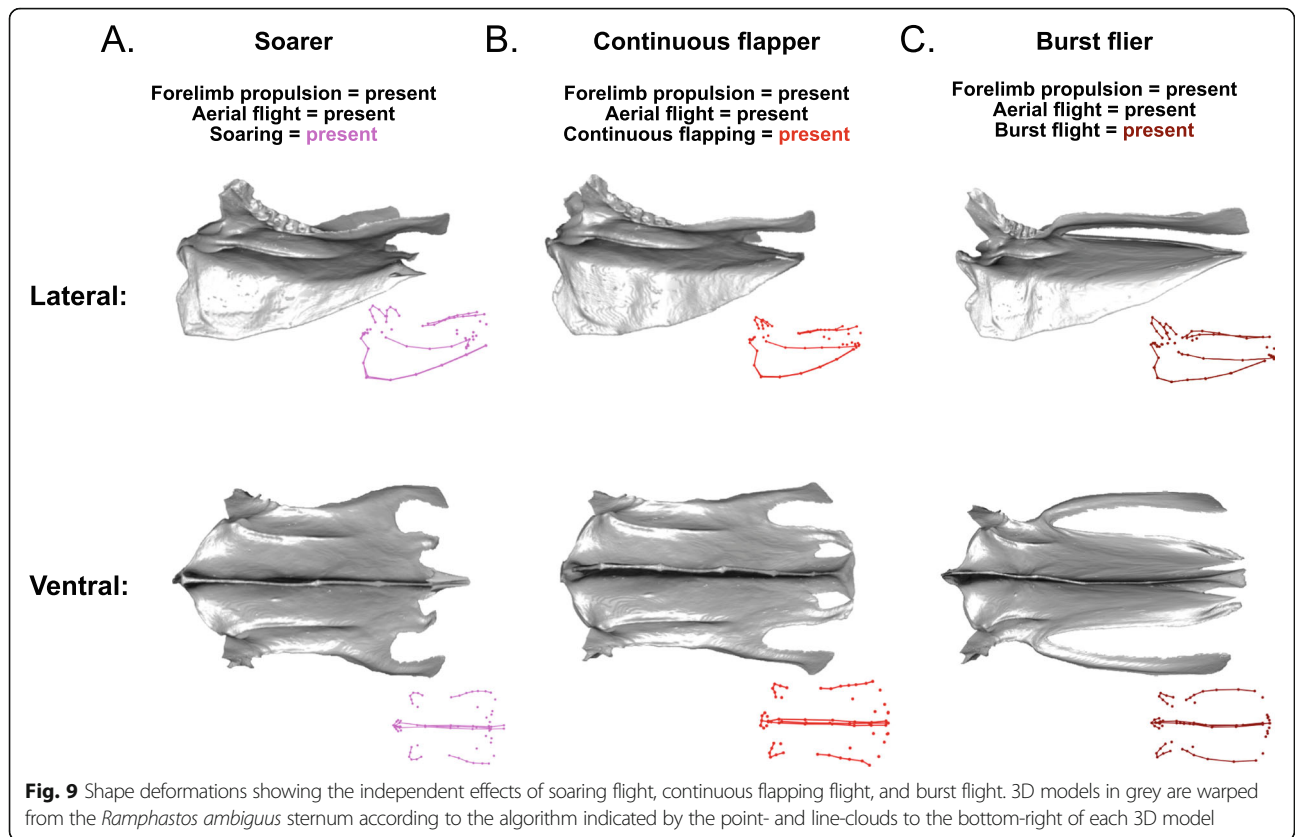 A. Soarer
Forelimb propulsion = present
Aerial flight = present
Soaring = present
B. Continuous flapper
Forelimb propulsion = present
Aerial flight = present
Continuous flapping = present
C. Burst flier
Forelimb propulsion = present
Aerial flight = present
Burst flight = present
Lateral:
Ventral:
Fig. 9 Shape deformations showing the independent effects of soaring flight, continuous flapping flight, and burst flight. 3D models in grey are warped
from the Ramphastos ambiguus sternum according to the algorithm indicated by the point- and line-clouds to the bottom-right of each 3D model